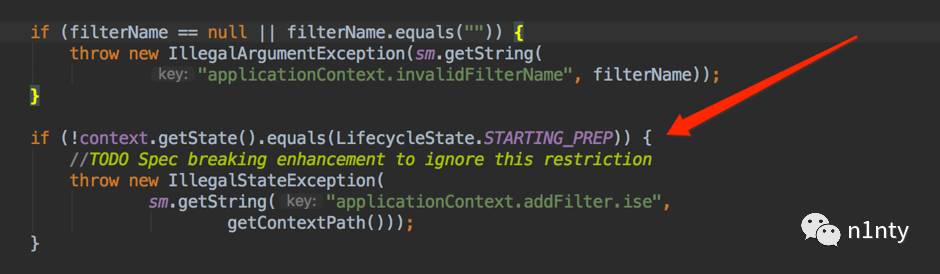 if (filterName == null || filterName.equals("")) {
throw new IllegalArgumentException(sm.getString(
key: "applicationContext.invalidFilterName", filterName));
}
if (!context.getState().equals(LifecycleState.STARTING_PREP)) {
//TODO Spec breaking enhancement to ignore this restriction
throw new IllegalStateException(
sm.getString( key: "applicationContext.addFilter.ise",
getContextPath()));
}
n1nty